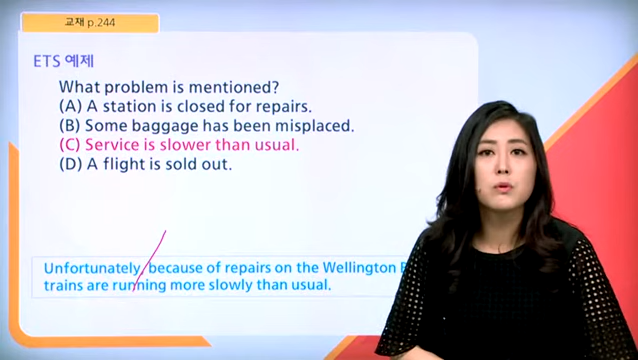 교재 p.244
ETS 예제
What problem is mentioned?
(A) A station is closed for repairs.
(B) Some baggage has been misplaced.
(C) Service is slower than usual.
(D) A flight is sold out.
Unfortunately, because of repairs on the Wellington
trains are running more slowly than usual.